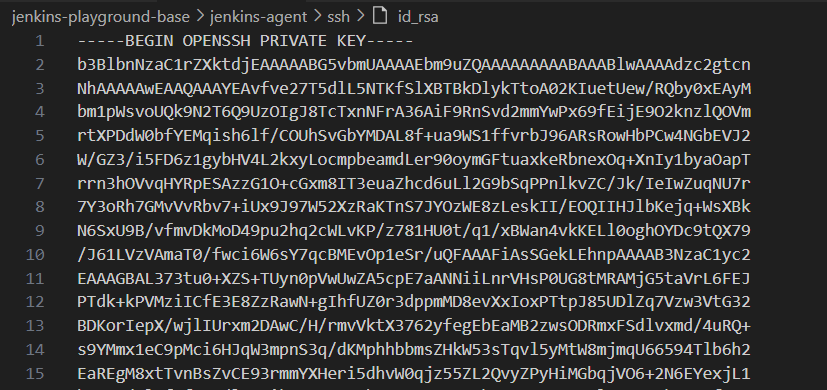 jenkins-playground-base > jenkins-agent > ssh > id_rsa
1 -----BEGIN OPENSSH PRIVATE KEY-----
2 b3BlbnNzaC1rZXktdjEAAAAABG5vbmUAAAAEbm9uZQAAAAAAAAABAAABlwAAAAdzc2gtcn
3 NhAAAAAwEAAQAAAYEAvfve27T5dlL5NTKfSlXBTBkDlykTtoA02KIuetUew/RQby0xEAyM
4 bm1pWsvoUQk9N2T6Q9UzOIgJ8TcTxnNFrA36AiF9RnSvd2mmYwPx69fEijE9O2knzlQOVm
5 rtXPDdW0bfYEMqish6lf/COUhSvGbYMDAL8f+ua9WS1ffvrbJ96ARsRowHbPCw4NGbEVJ2
6 W/GZ3/i5FD6z1gybHV4L2kxyLocmpbeamdLer90oymGFtuaxkeRbnexOq+XnIy1byaOapT
7 rrn3hOVvqHYRpESAzzG1O+cGxm8IT3euaZhcd6uLl2G9bSqPPnlkvZC/Jk/IeIwZuqNU7r
8 7Y3oRh7GMvVvRbv7+iUx9J97W52XzRaKTnS7JYOzWE8zLeskII/EOQIIHJlbKejq+WsXBk
9 N6SxU9B/vfmvDkMoD49pu2hq2cWLvKP/z781HU0t/q1/xBWan4vkKELl0oghOYDc9tQX79
10 /J61LVzVAmaT0/fwci6W6sY7qcBMEvOp1eSr/uQFAAAFiAsSGekLEhnpAAAAB3NzaC1yc2
11 EAAAGBAL373tu0+XZS+TUyn0pVwUwZA5cpE7aANNiiLnrVHsP0UG8tMRAMjG5taVrL6FEJ
12 PTdk+kPVMziICfE3E8ZzRawN+gIhfUZ0r3dppmMD8evXxIoxPTtpJ85UDlZq7Vzw3VtG32
13 BDKorIepX/wjlIUrxm2DAwC/H/rmvVktX3762yfegEbEaMB2zwsODRmxFSdlvxmd/4uRQ+
14 s9YMmx1eC9pMci6HJqW3mpnS3q/dKMphhbbmsZHkW53sTqvl5yMtW8mjmqU66594Tlb6h2
15 EaREgM8xtTvnBsZvCE93rmmYXHeri5dhvW0qjz55ZL2QvyZPyHiMGbqjVO6+2N6EYexjL1